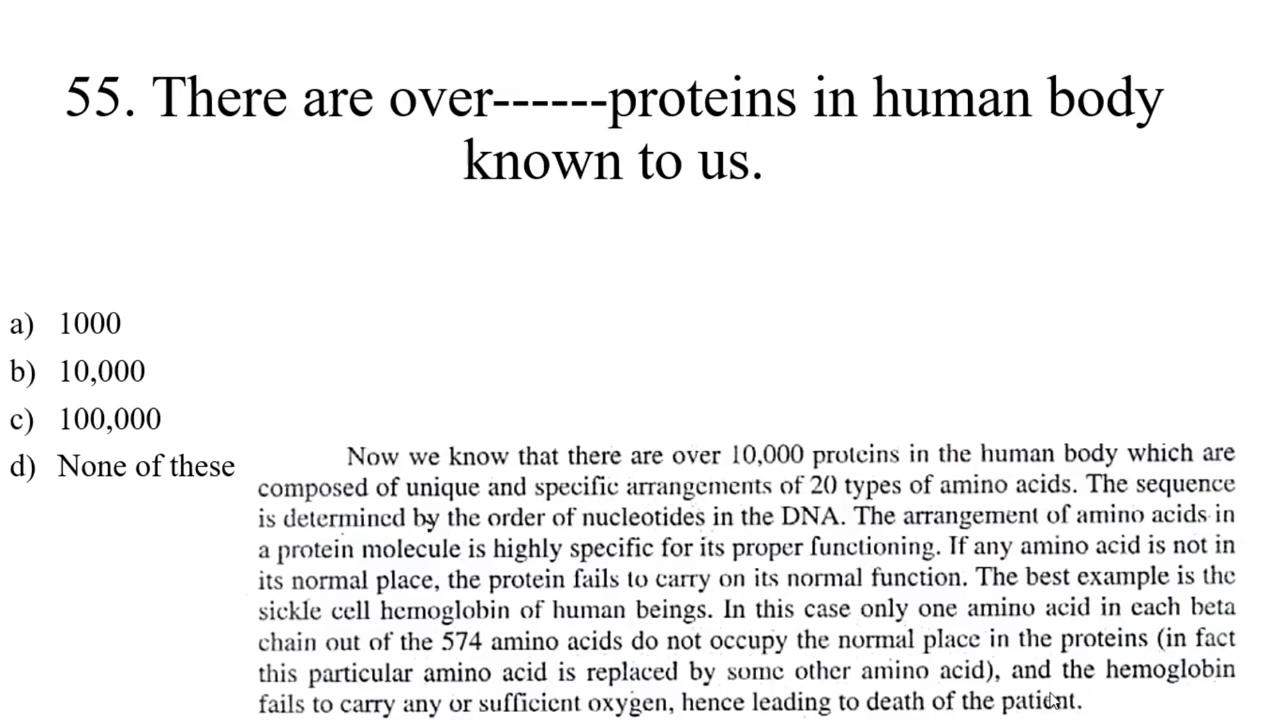 55. There are over------proteins in human body
known to us.
a) 1000
b) 10,000
c) 100,000
d) None of these
Now we know that there are over 10,000 proteins in the human body which are
composed of unique and specific arrangements of 20 types of amino acids. The sequence
is determined by the order of nucleotides in the DNA. The arrangement of amino acids in
a protein molecule is highly specific for its proper functioning. If any amino acid is not in
its normal place, the protein fails to carry on its normal function. The best example is the
sickle cell hemoglobin of human beings. In this case only one amino acid in each beta
chain out of the 574 amino acids do not occupy the normal place in the proteins (in fact
this particular amino acid is replaced by some other amino acid), and the hemoglobin
fails to carry any or sufficient oxygen, hence leading to death of the patient.